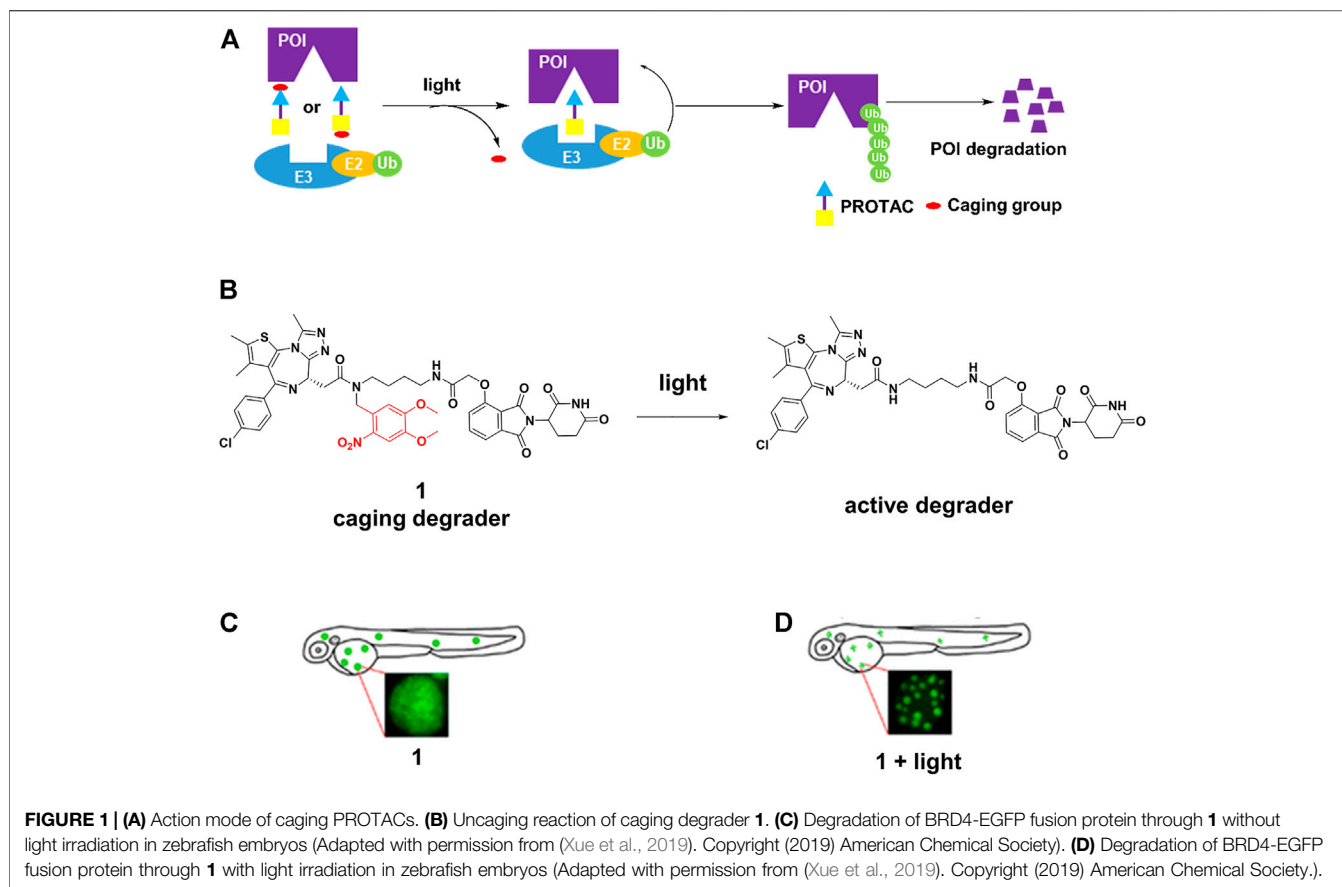 A
POI
POI
or
light
E3
E2
Ub
E3
E2
Ub
POI
Ub
Ub
Ub
Ub
Ub
POI degradation
PROTAC
Caging group
B
S
N
N
N
N
O
N
H
N
O
O
O
O
N
O
NH
O
O
O
O₂N
Cl
1
caging degrader
light
S
N
N
N
N
O
N
H
H
N
O
O
O
O
N
O
NH
O
Cl
active degrader
C
1
D
1 + light
FIGURE 1 | (A) Action mode of caging PROTACs. (B) Uncaging reaction of caging degrader 1. (C) Degradation of BRD4-EGFP fusion protein through 1 without
light irradiation in zebrafish embryos (Adapted with permission from (Xue et al., 2019). Copyright (2019) American Chemical Society). (D) Degradation of BRD4-EGFP
fusion protein through 1 with light irradiation in zebrafish embryos (Adapted with permission from (Xue et al., 2019). Copyright (2019) American Chemical Society.).